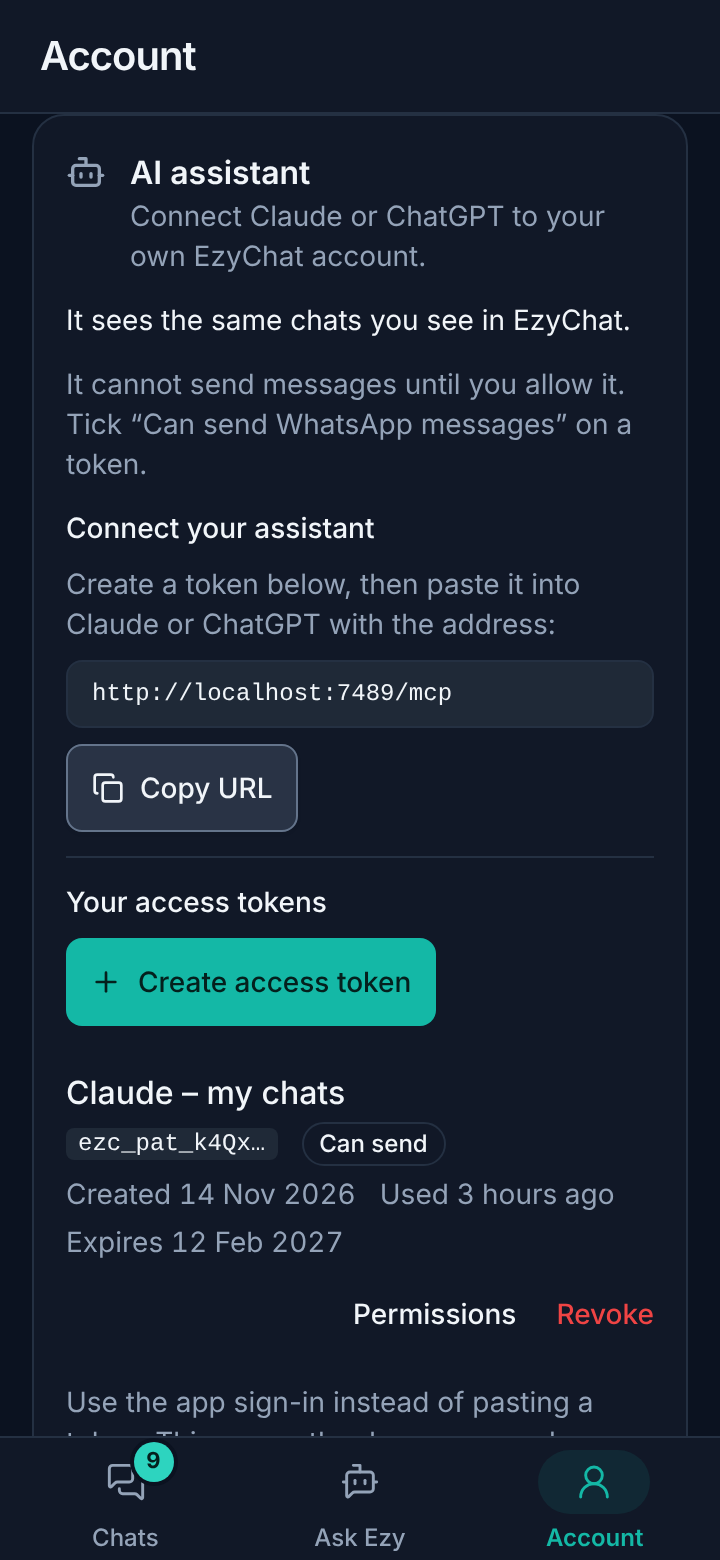 Account
AI assistant
Connect Claude or ChatGPT to your
own EzyChat account.
It sees the same chats you see in EzyChat.
It cannot send messages until you allow it.
Tick “Can send WhatsApp messages” on a
token.
Connect your assistant
Create a token below, then paste it into
Claude or ChatGPT with the address:
http://localhost:7489/mcp
Copy URL
Your access tokens
+ Create access token
Claude – my chats
ezc_pat_k4Qx… Can send
Created 14 Nov 2026 Used 3 hours ago
Expires 12 Feb 2027
Permissions Revoke
Use the app sign-in instead of pasting a
9
Chats Ask Ezy Account